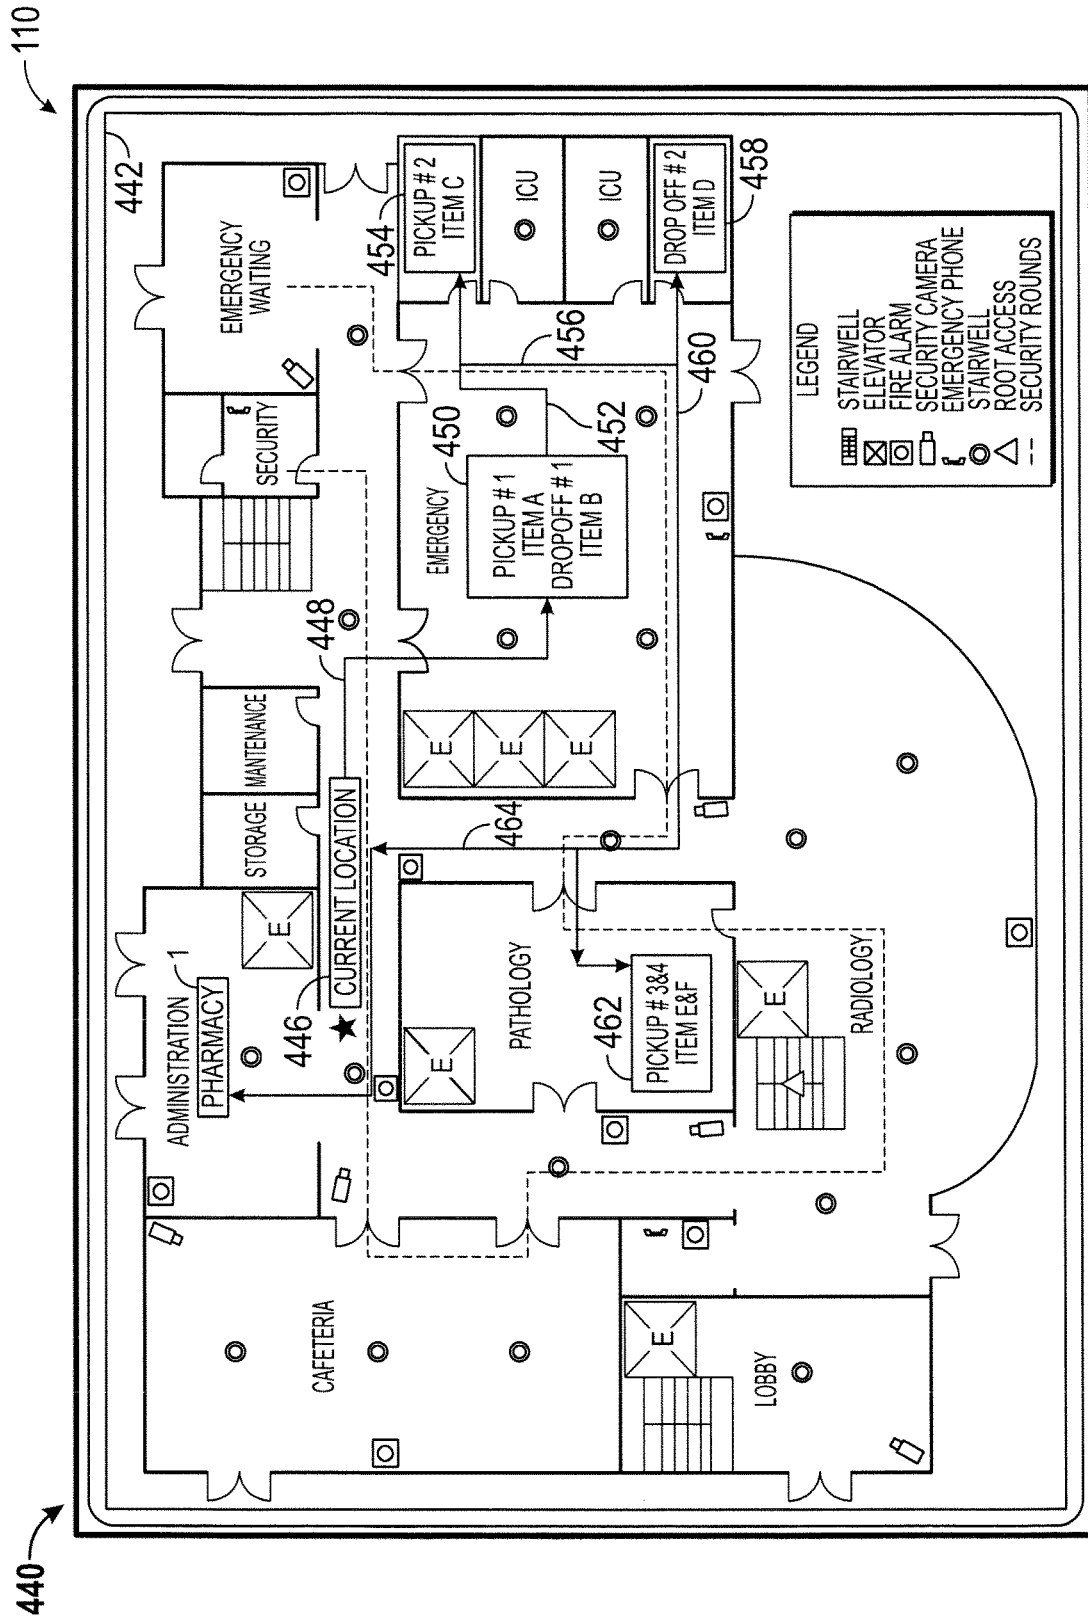 440
110
442
CAFETERIA
LOBBY
E
ADMINISTRATION
1
PHARMACY
E
446
CURRENT LOCATION
STORAGE
MANTENANCE
448
SECURITY
EMERGENCY
WAITING
E
PATHOLOGY
462
PICKUP # 3&4
ITEM E&F
464
E
E
E
EMERGENCY
450
PICKUP # 1
ITEM A
DROPOFF # 1
ITEM B
452
454
PICKUP # 2
ITEM C
ICU
ICU
456
DROP OFF # 2
ITEM D
458
460
E
RADIOLOGY
LEGEND
STAIRWELL
ELEVATOR
FIRE ALARM
SECURITY CAMERA
EMERGENCY PHONE
STAIRWELL
ROOT ACCESS
SECURITY ROUNDS